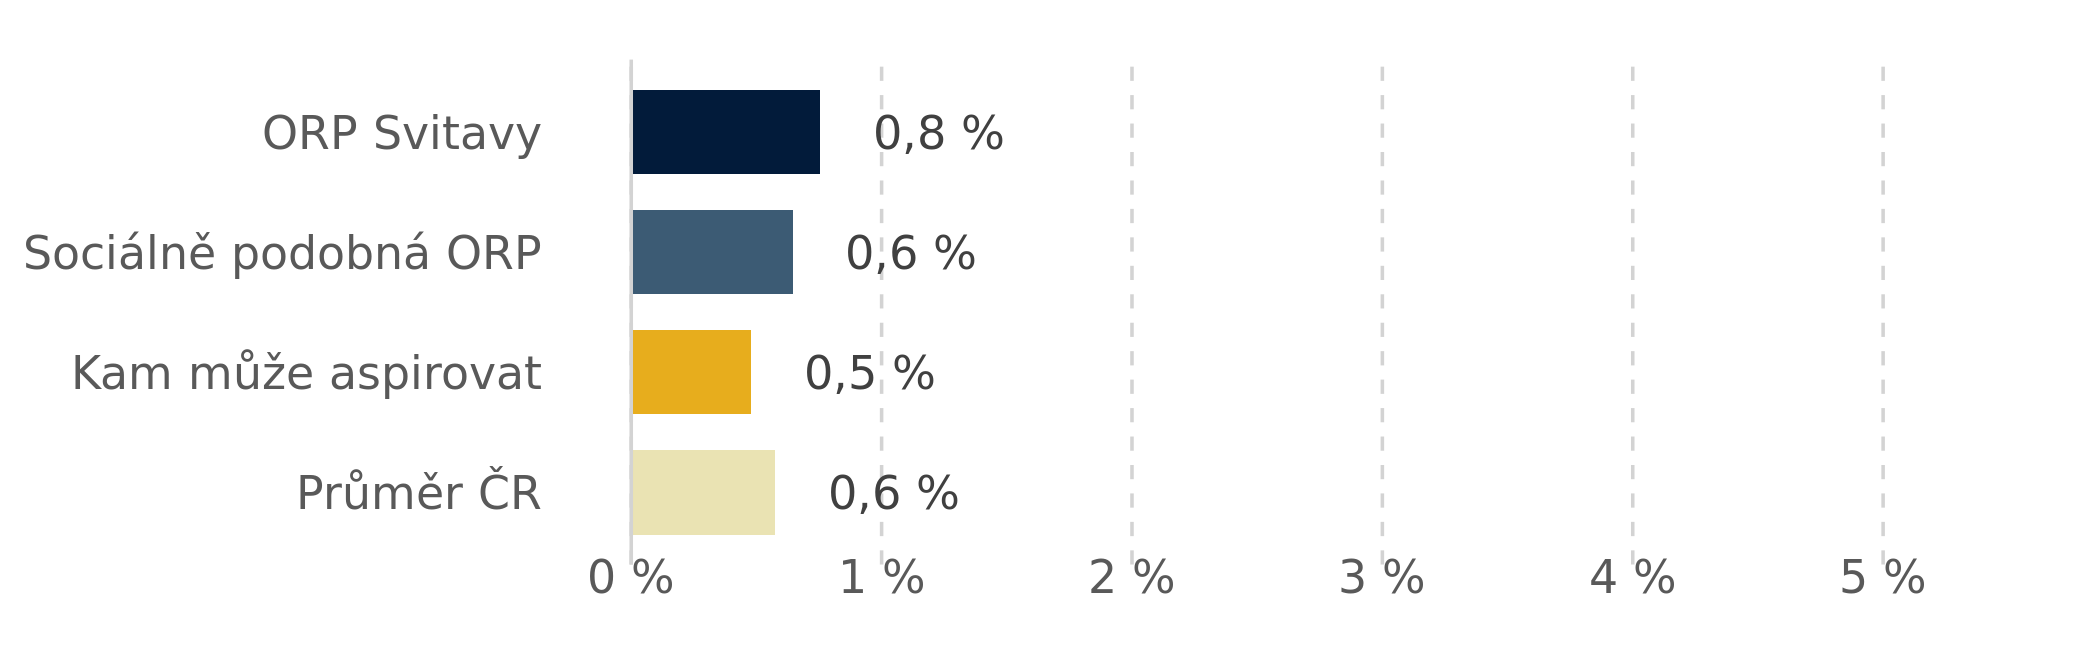 ORP Svitavy 0,8 %
Sociálně podobná ORP 0,6 %
Kam může aspirovat 0,5 %
Průměr ČR 0,6 %
0 % 1 % 2 % 3 % 4 % 5 %